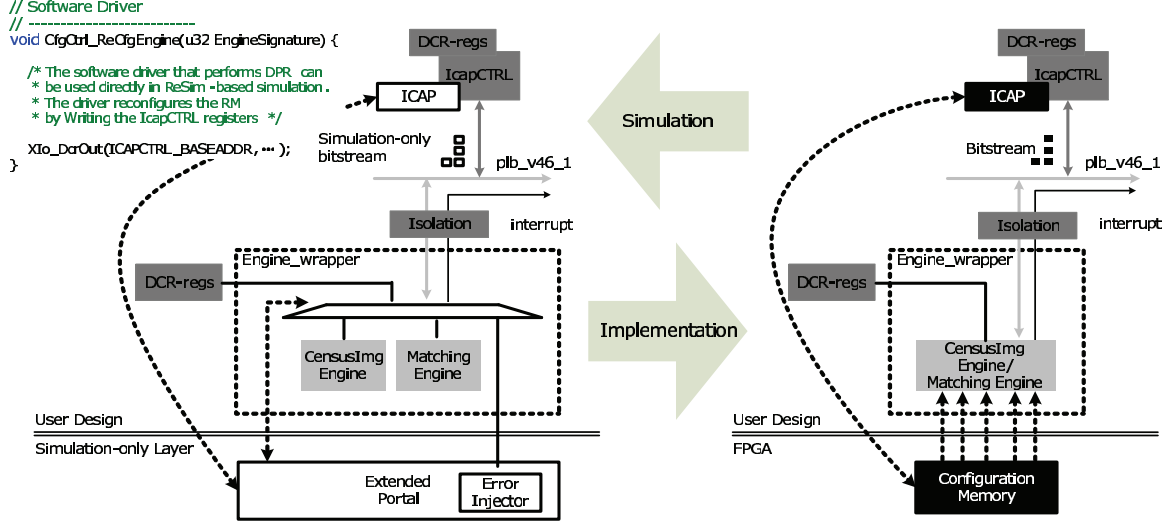 // Software Driver
// ---------------------------
void CfgCtrl_ReCfgEngine(u32 EngineSignature) {
/* The software driver that performs DPR can
* be used directly in ReSim -based simulation.
* The driver reconfigures the RM
* by Writing the IcapCTRL registers */
XIo_DcrOut(ICAPCTRL_BASEADDR,··· );
}
DCR-regs
IcapCTRL
ICAP
Simulation-only
bitstream
plb_v46_1
Isolation
interrupt
Engine_wrapper
DCR-regs
CensusImg
Engine
Matching
Engine
User Design
Simulation-only Layer
Extended
Portal
Error
Injector
Simulation
Implementation
DCR-regs
IcapCTRL
ICAP
Bitstream
plb_v46_1
Isolation
interrupt
Engine_wrapper
DCR-regs
CensusImg
Engine/
Matching Engine
User Design
FPGA
Configuration
Memory